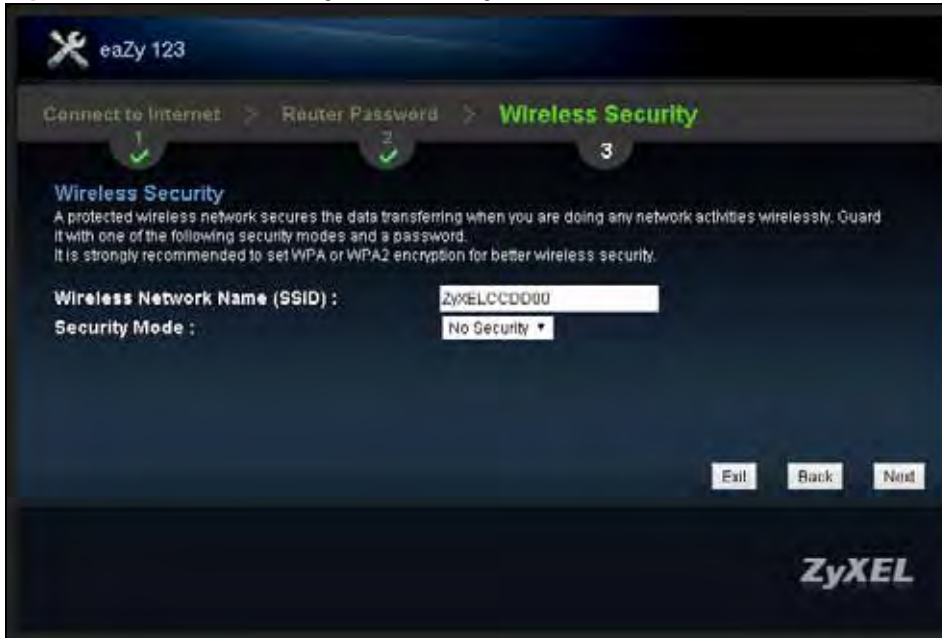 eaZy 123
Connect to Internet > Router Password > Wireless Security
1 2 3
Wireless Security
A protected wireless network secures the data transferring when you are doing any network activities wirelessly. Guard
it with one of the following security modes and a password.
It is strongly recommended to set WPA or WPA2 encryption for better wireless security.
Wireless Network Name (SSID) : ZyXELCCDD00
Security Mode : No Security
Exit Back Next
ZyXEL